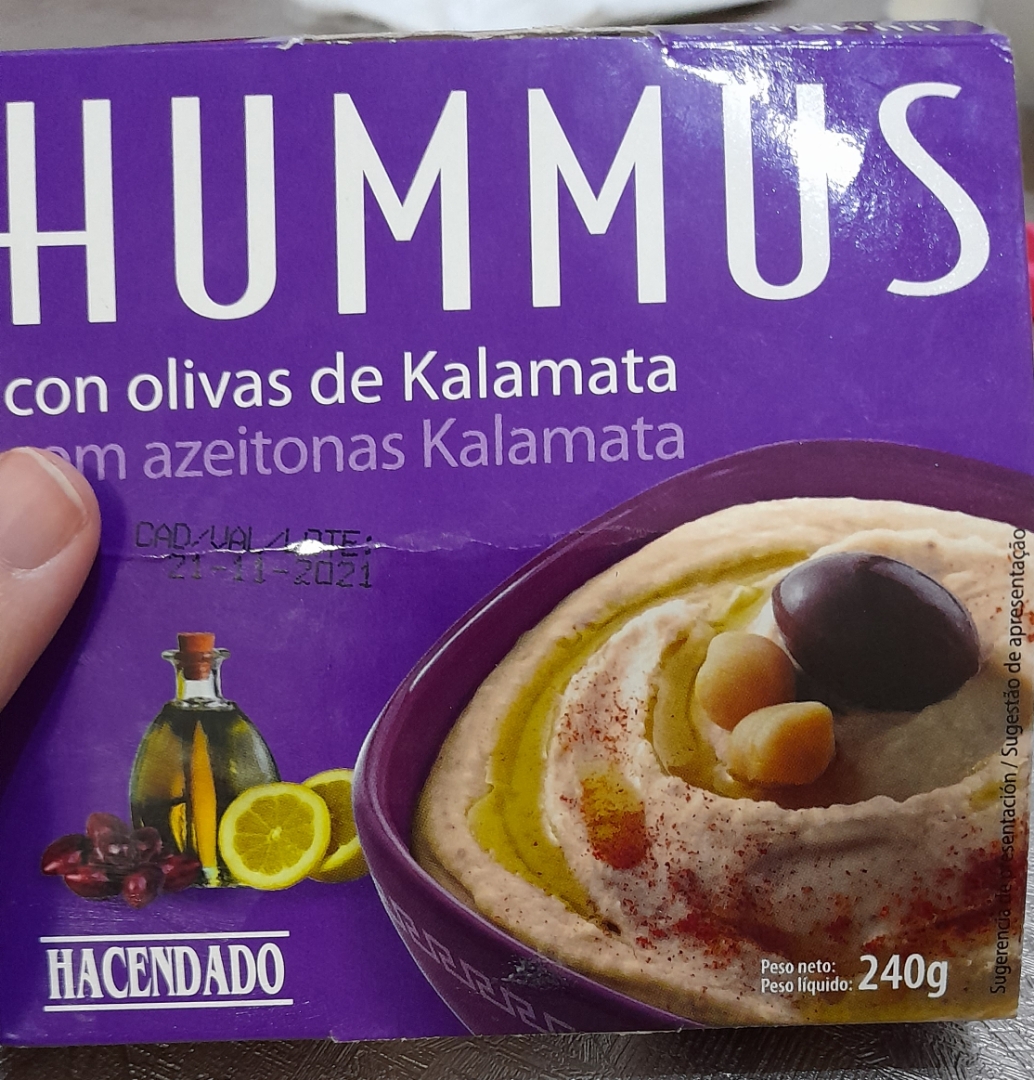 HUMMUS
con olivas de Kalamata
em azeitonas Kalamata
CAD/VAL/LOTE:
21-11-2021
HACENDADO
Peso neto:
Peso líquido: 240g
Sugerencia de presentación / Sugestão de apresentação